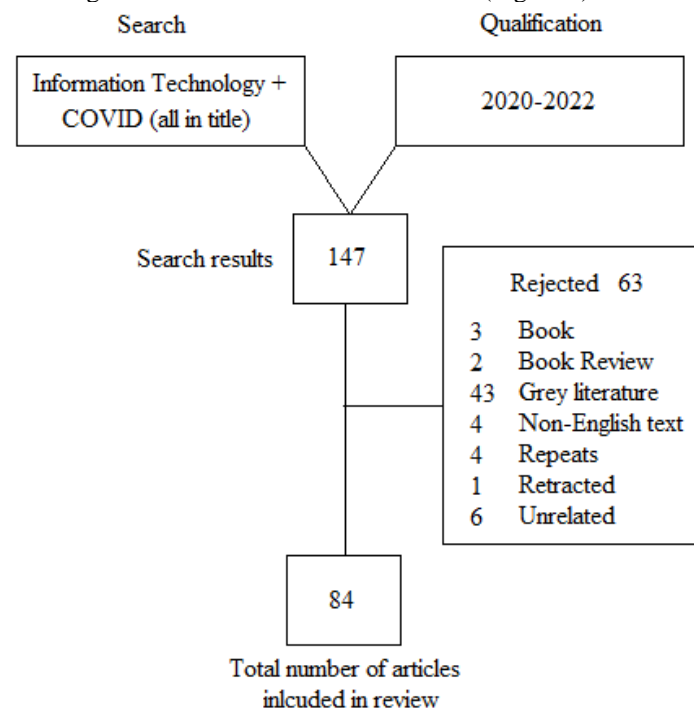 Search
Qualification
Information Technology +
COVID (all in title)
2020-2022
Search results
147
Rejected 63
3 Book
2 Book Review
43 Grey literature
4 Non-English text
4 Repeats
1 Retracted
6 Unrelated
84
Total number of articles
inlcuded in review